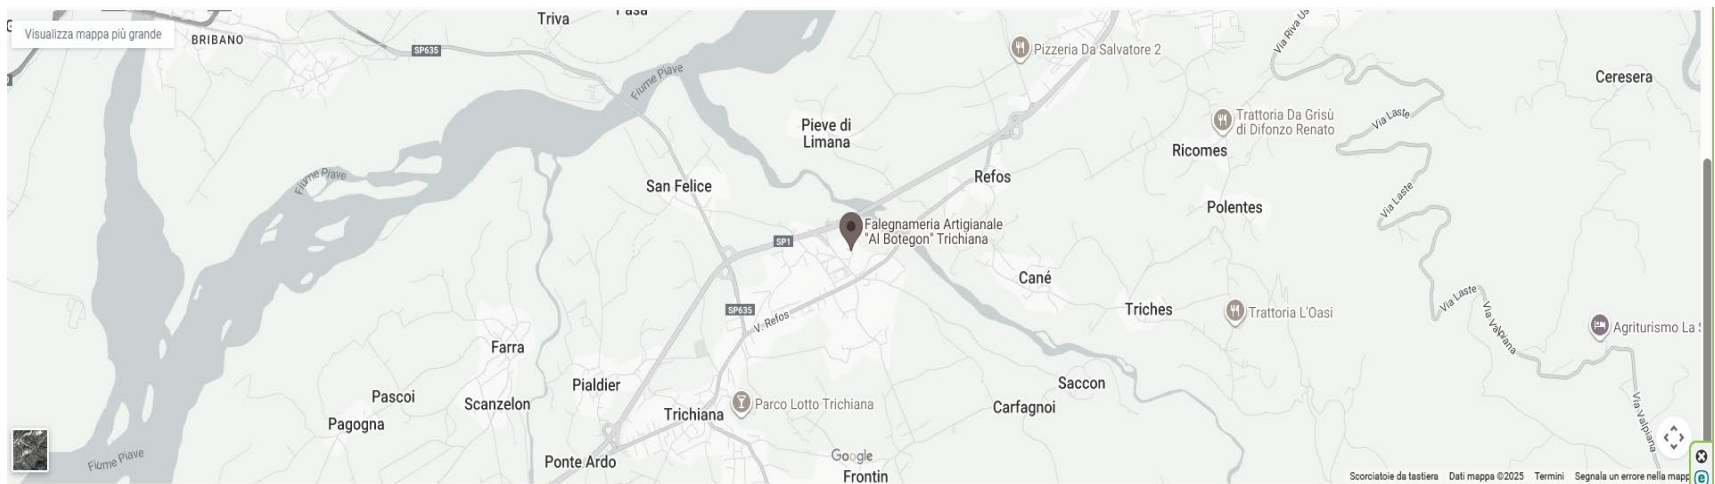 Triva
Visualizza mappa più grande
BRIBANO
SP635
Pizzeria Da Salvatore 2
Via Riva Us
Ceresera
Fiume Piave
Trattoria Da Grisù
di Difonzo Renato
Via Laste
Pieve di
Limana
Ricomes
Fiume Piave
San Felice
Refos
Via Laste
Polentes
Falegnameria Artigianale
"Al Botegon" Trichiana
SP1
Cané
Via Laste
SP635
Triches
Trattoria L'Oasi
V. Refos
Via Valpiana
Agriturismo La S
Farra
Pialdier
Saccon
Pascoi
Scanzelon
Parco Lotto Trichiana
Carfagnoi
Trichiana
Pagogna
Via Valpiana
Fiume Piave
Ponte Ardo
Google
Frontin
Scorciatoie da tastiera
Dati mappa ©2025
Termini
Segnala un errore nella mapp